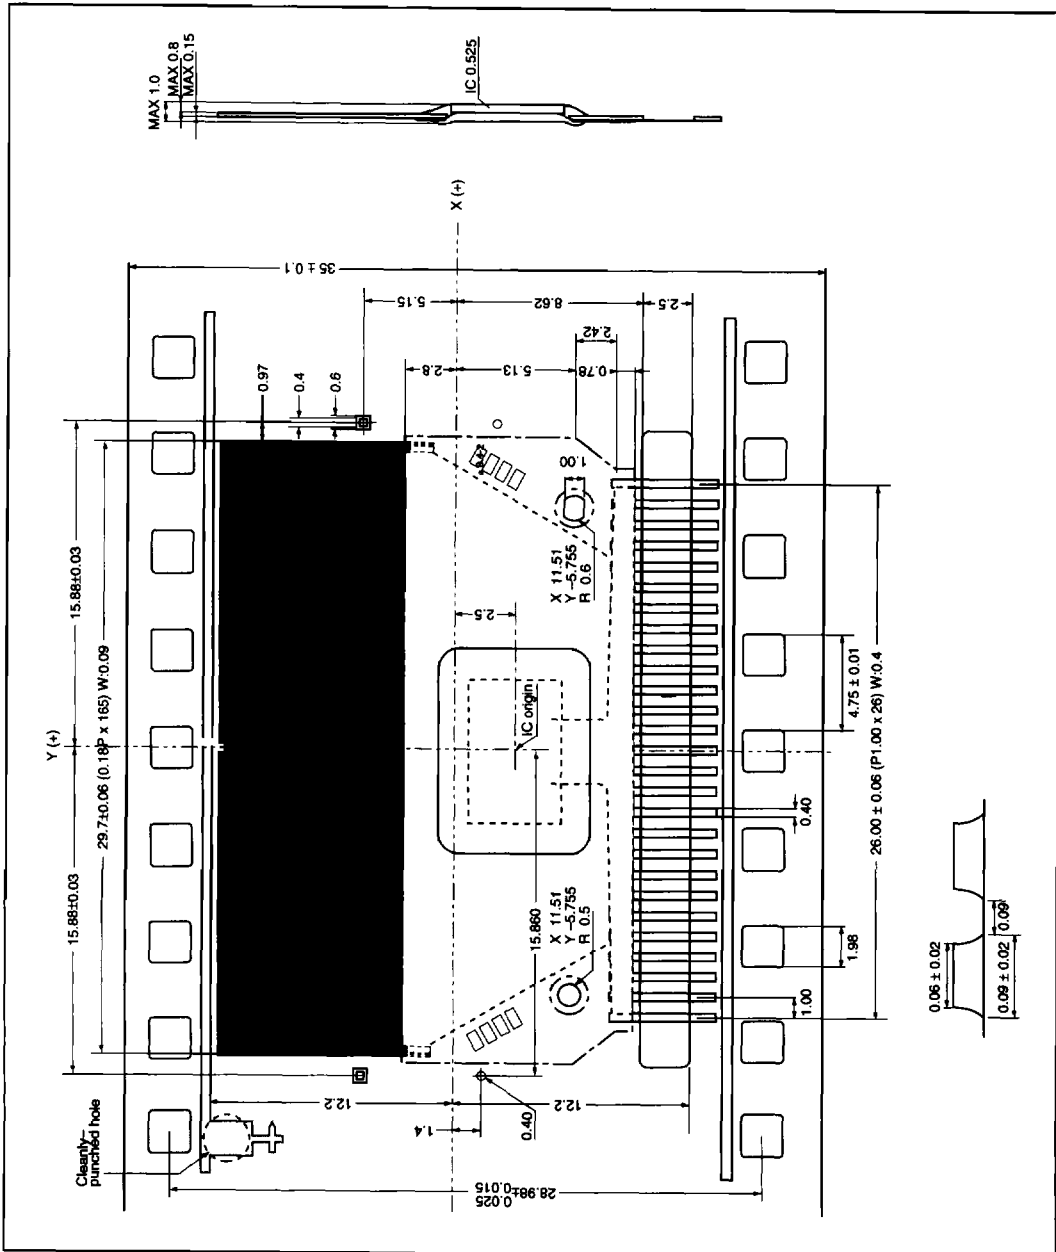 MAX 1.0
MAX 0.8
MAX 0.15
IC 0.525
X (+)
35 ± 0.1
5.15
8.62
2.5
2.42
2.8
5.13
0.78
0.97
0.4
0.6
1.00
X 11.51
Y –5.755
R 0.6
2.5
IC origin
Y (+)
15.88±0.03
29.7±0.06 (0.18P x 165) W:0.09
15.88±0.03
4.75 ± 0.01
26.00 ± 0.06 (P1.00 x 26) W:0.4
0.40
X 11.51
Y –5.755
R 0.5
15.860
1.98
1.00
12.2
12.2
1.4
0.40
Cleanly
punched hole
28.98±
0.025
0.015
0.06 ± 0.02
0.09
0.09 ± 0.02